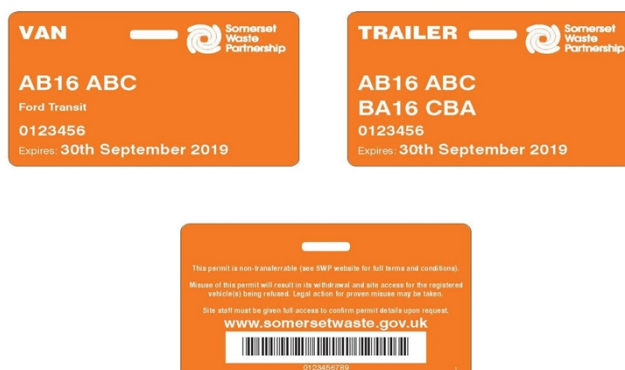 VAN
Somerset
Waste
Partnership
AB16 ABC
Ford Transit
0123456
Expires: 30th September 2019
TRAILER
Somerset
Waste
Partnership
AB16 ABC
BA16 CBA
0123456
Expires: 30th September 2019
This permit is non-transferrable (see SWP website for full terms and conditions).
Misuse of this permit will result in its withdrawal and site access for the registered
vehicle(s) being refused. Legal action for proven misuse may be taken.
Site staff must be given full access to confirm permit details upon request.
www.somersetwaste.gov.uk
0123456789